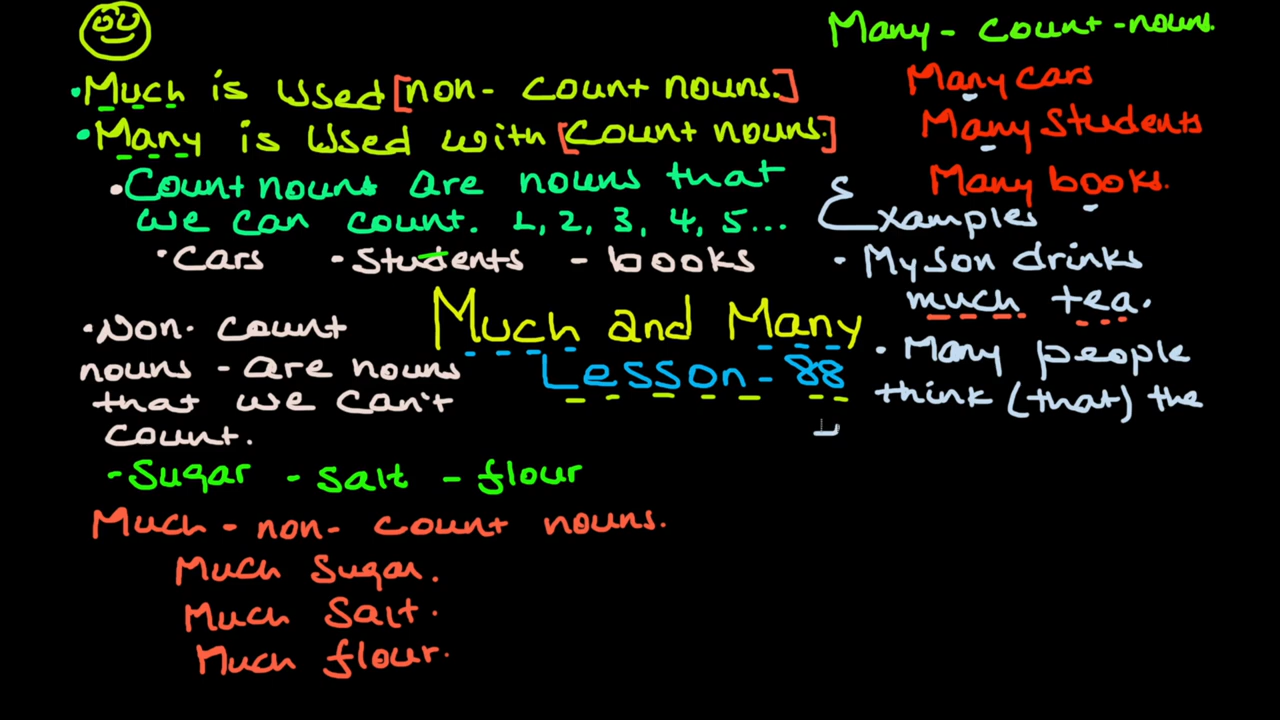 • Much is used [non- count nouns.]
• Many is used with [count nouns.]
• Count nouns are nouns that
we can count. 1, 2, 3, 4, 5...
• Cars - Students - books
Much and Many
Lesson - 88
• Non- count
nouns - are nouns
that we can't
count.
- Sugar - Salt - flour
Much - non- count nouns.
Much Sugar.
Much Salt.
Much flour.
Many - count -nouns.
Many cars
Many Students
Many books.
Examples
• My son drinks
much tea.
• Many people
think (that) the